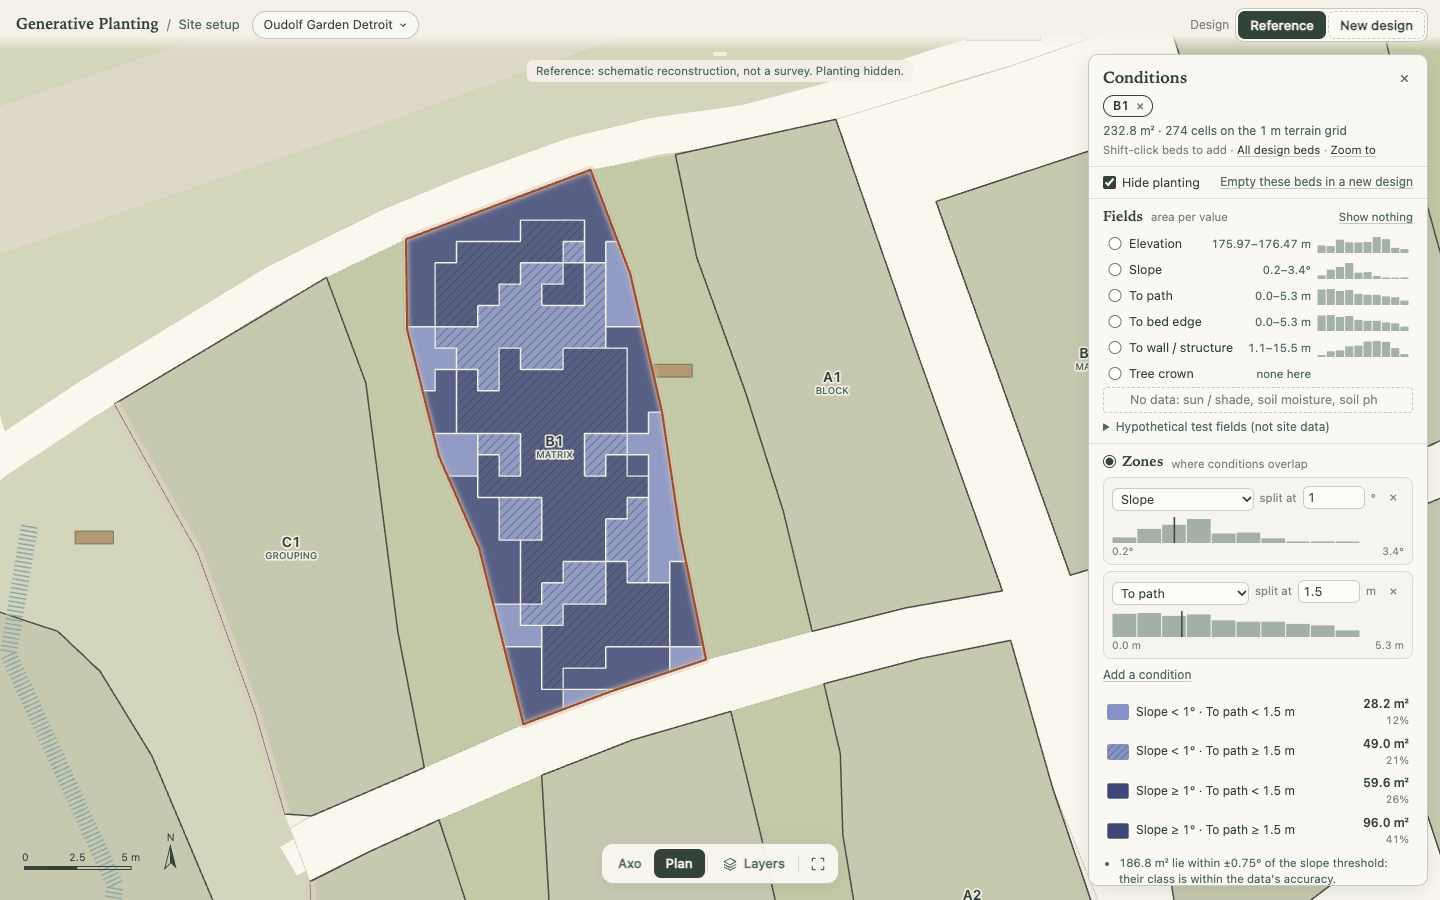 Generative Planting / Site setup Oudolf Garden Detroit
Design Reference New design
Reference: schematic reconstruction, not a survey. Planting hidden.
Conditions ×
B1 ×
232.8 m² · 274 cells on the 1 m terrain grid
Shift-click beds to add · All design beds · Zoom to
Hide planting Empty these beds in a new design
Fields area per value Show nothing
Elevation 175.97–176.47 m
Slope 0.2–3.4°
To path 0.0–5.3 m
To bed edge 0.0–5.3 m
To wall / structure 1.1–15.5 m
Tree crown none here
No data: sun / shade, soil moisture, soil ph
Hypothetical test fields (not site data)
Zones where conditions overlap
Slope split at 1 ° ×
0.2° 3.4°
To path split at 1.5 m ×
0.0 m 5.3 m
Add a condition
Slope < 1° · To path < 1.5 m 28.2 m²
12%
Slope < 1° · To path ≥ 1.5 m 49.0 m²
21%
Slope ≥ 1° · To path < 1.5 m 59.6 m²
26%
Slope ≥ 1° · To path ≥ 1.5 m 96.0 m²
41%
• 186.8 m² lie within ±0.75° of the slope threshold:
their class is within the data's accuracy.
A1
BLOCK
B1
MATRIX
C1
GROUPING
A2
N
0 2.5 5 m
Axo Plan Layers